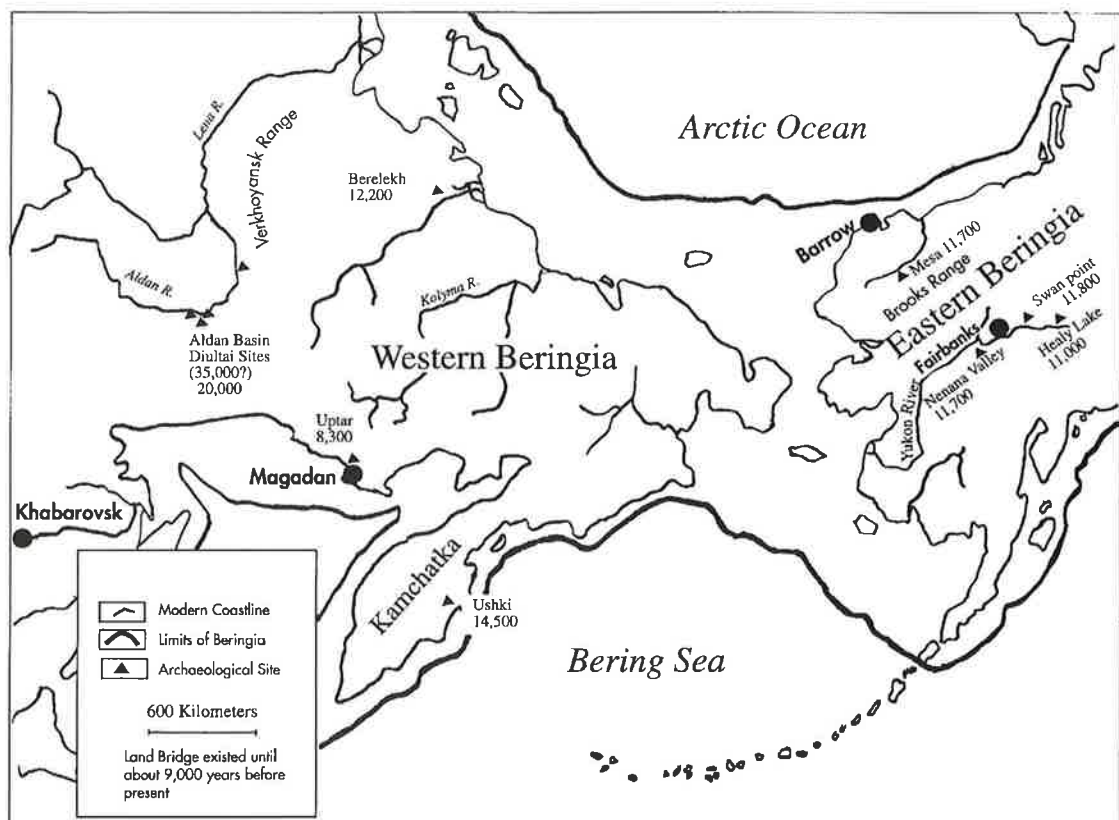 Arctic Ocean
Lena R.
Verkhoyansk Range
Berelekh
12,200
Barrow
Mesa 11,700
Brooks Range
Eastern Beringia
Swan point
11,800
Aldan R.
Kolyma R.
Fairbanks
Healy Lake
11,000
Aldan Basin
Diultai Sites
(35,000?)
20,000
Western Beringia
Nenana Valley
11,700
Yukon River
Uptar
8,300
Magadan
Khabarovsk
Kamchatka
Ushki
14,500
Bering Sea
Modern Coastline
Limits of Beringia
Archaeological Site
600 Kilometers
Land Bridge existed until
about 9,000 years before
present